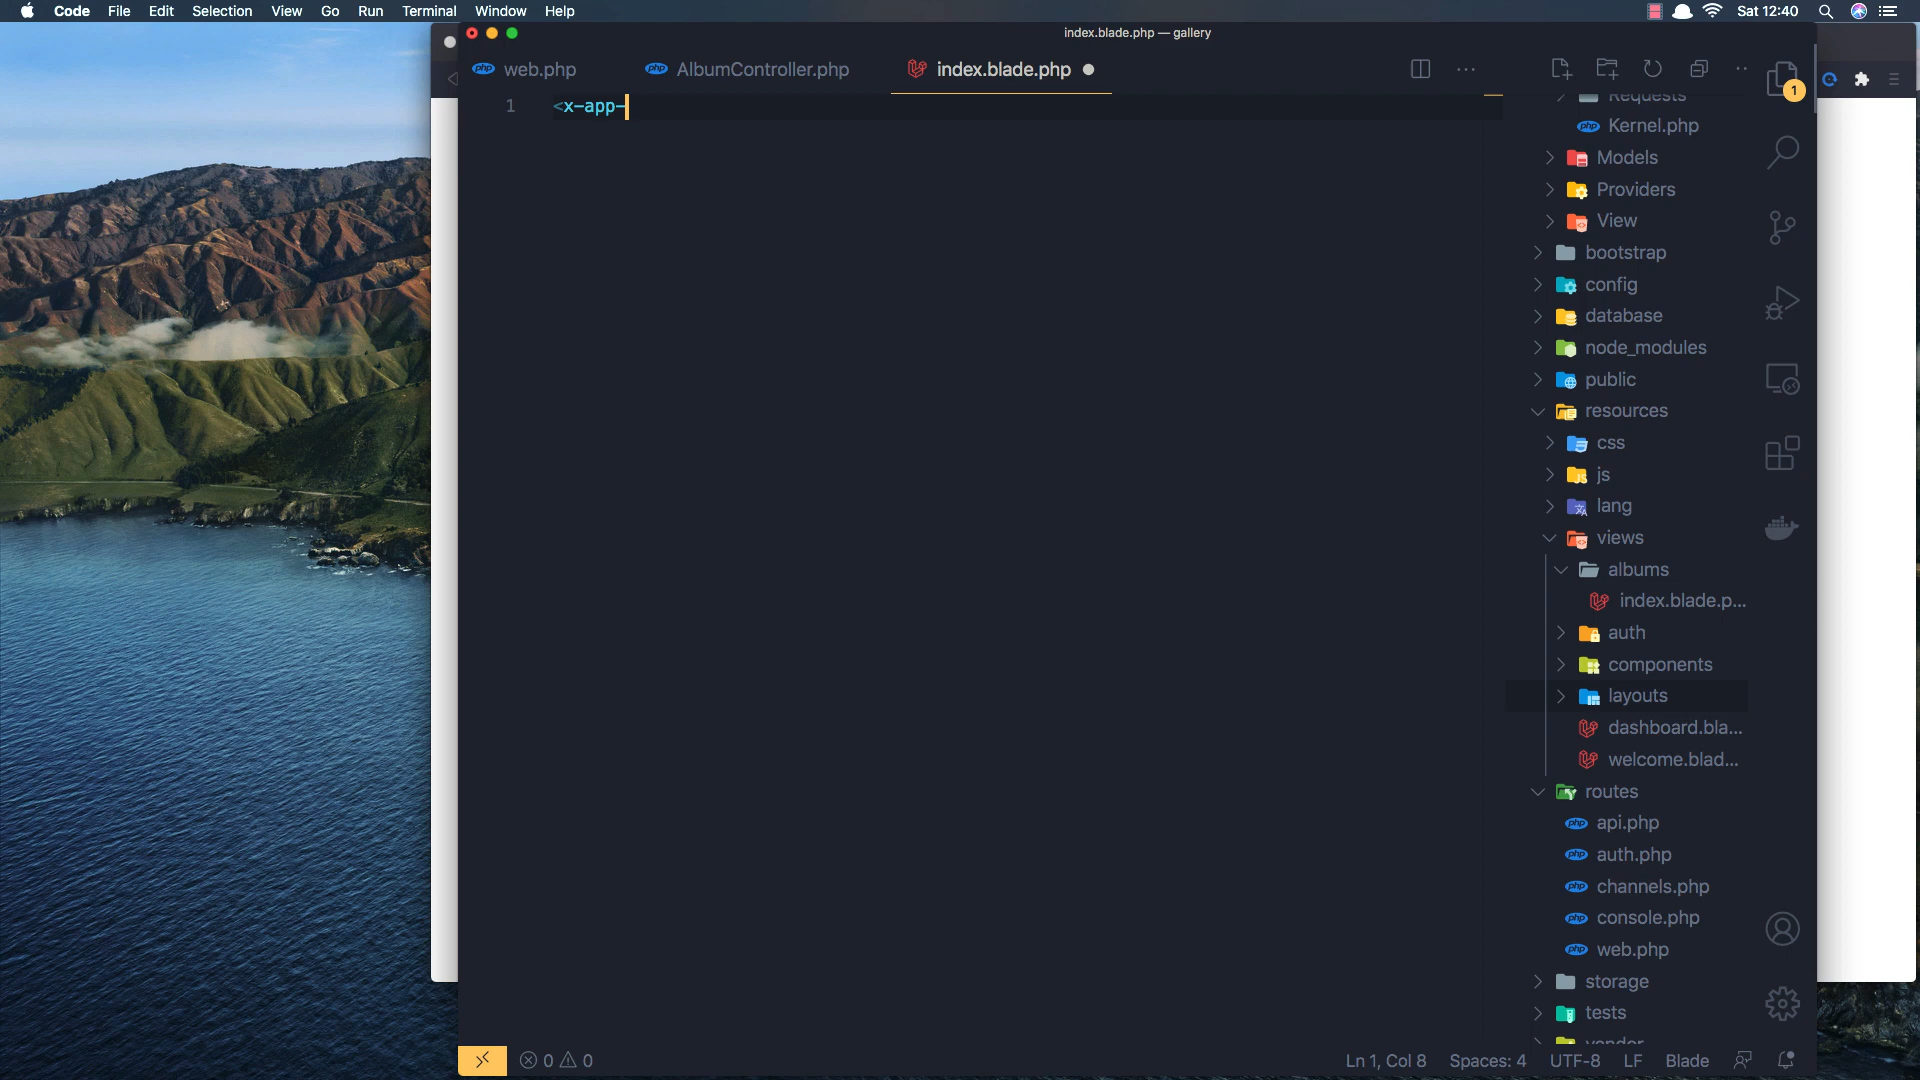 Code File Edit Selection View Go Run Terminal Window Help
Sat 12:40
index.blade.php — gallery
web.php
AlbumController.php
index.blade.php
1 <x-app-
Requests
Kernel.php
Models
Providers
View
bootstrap
config
database
node_modules
public
resources
css
js
lang
views
albums
index.blade.p...
auth
components
layouts
dashboard.bla...
welcome.blad...
routes
api.php
auth.php
channels.php
console.php
web.php
storage
tests
vendor
1
0 0
Ln 1, Col 8 Spaces: 4 UTF-8 LF Blade